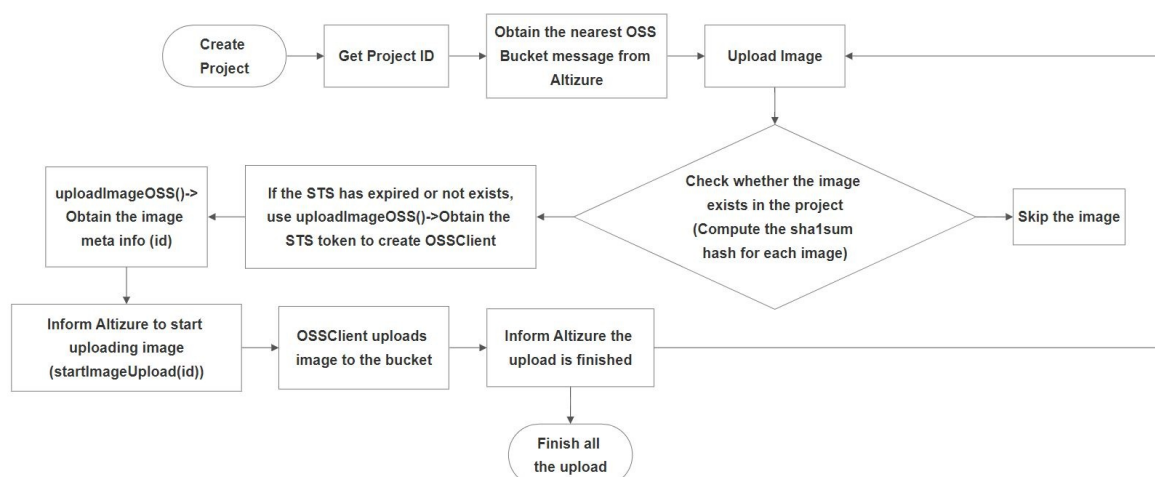 Create
Project
Get Project ID
Obtain the nearest OSS
Bucket message from
Altizure
Upload Image
Check whether the image
exists in the project
(Compute the sha1sum
hash for each image)
Skip the image
If the STS has expired or not exists,
use uploadImageOSS()->Obtain the
STS token to create OSSClient
uploadImageOSS()->
Obtain the image
meta info (id)
Inform Altizure to start
uploading image
(startImageUpload(id))
OSSClient uploads
image to the bucket
Inform Altizure the
upload is finished
Finish all
the upload